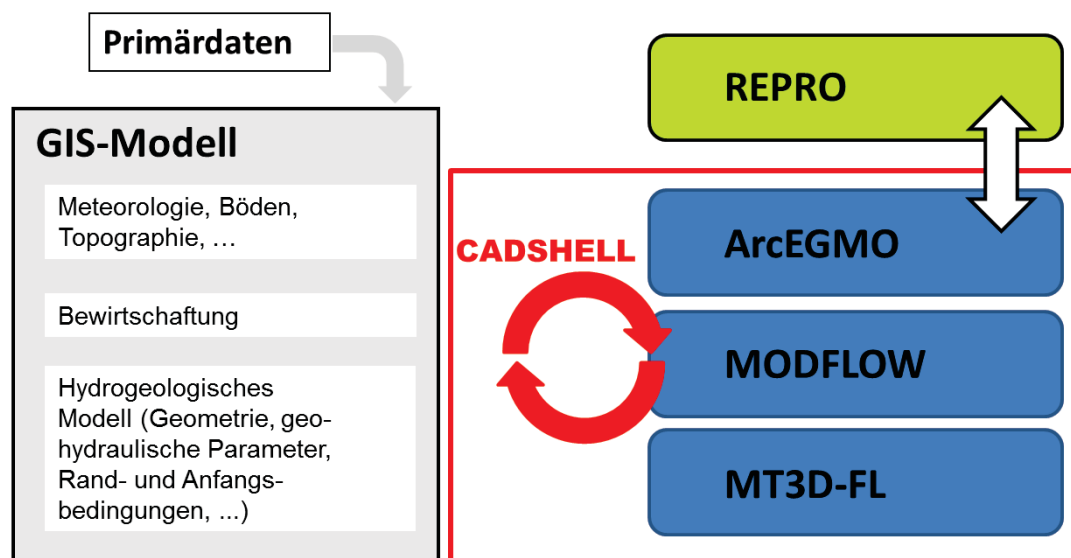 Primärdaten
GIS-Modell
Meteorologie, Böden,
Topographie, …
Bewirtschaftung
Hydrogeologisches
Modell (Geometrie, geo-
hydraulische Parameter,
Rand- und Anfangs-
bedingungen, ...)
REPRO
CADSHELL
ArcEGMO
MODFLOW
MT3D-FL